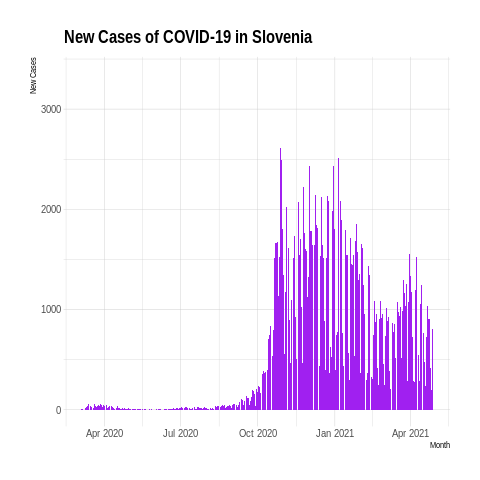 New Cases of COVID-19 in Slovenia
New Cases
3000
2000
1000
0
Apr 2020
Jul 2020
Oct 2020
Jan 2021
Apr 2021
Month